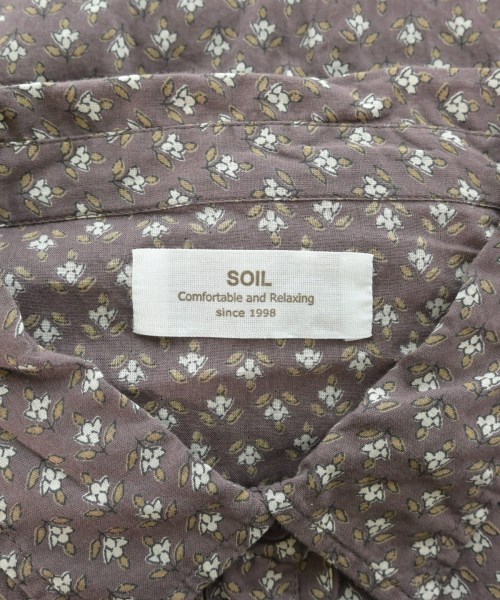 SOIL
Comfortable and Relaxing
since 1998